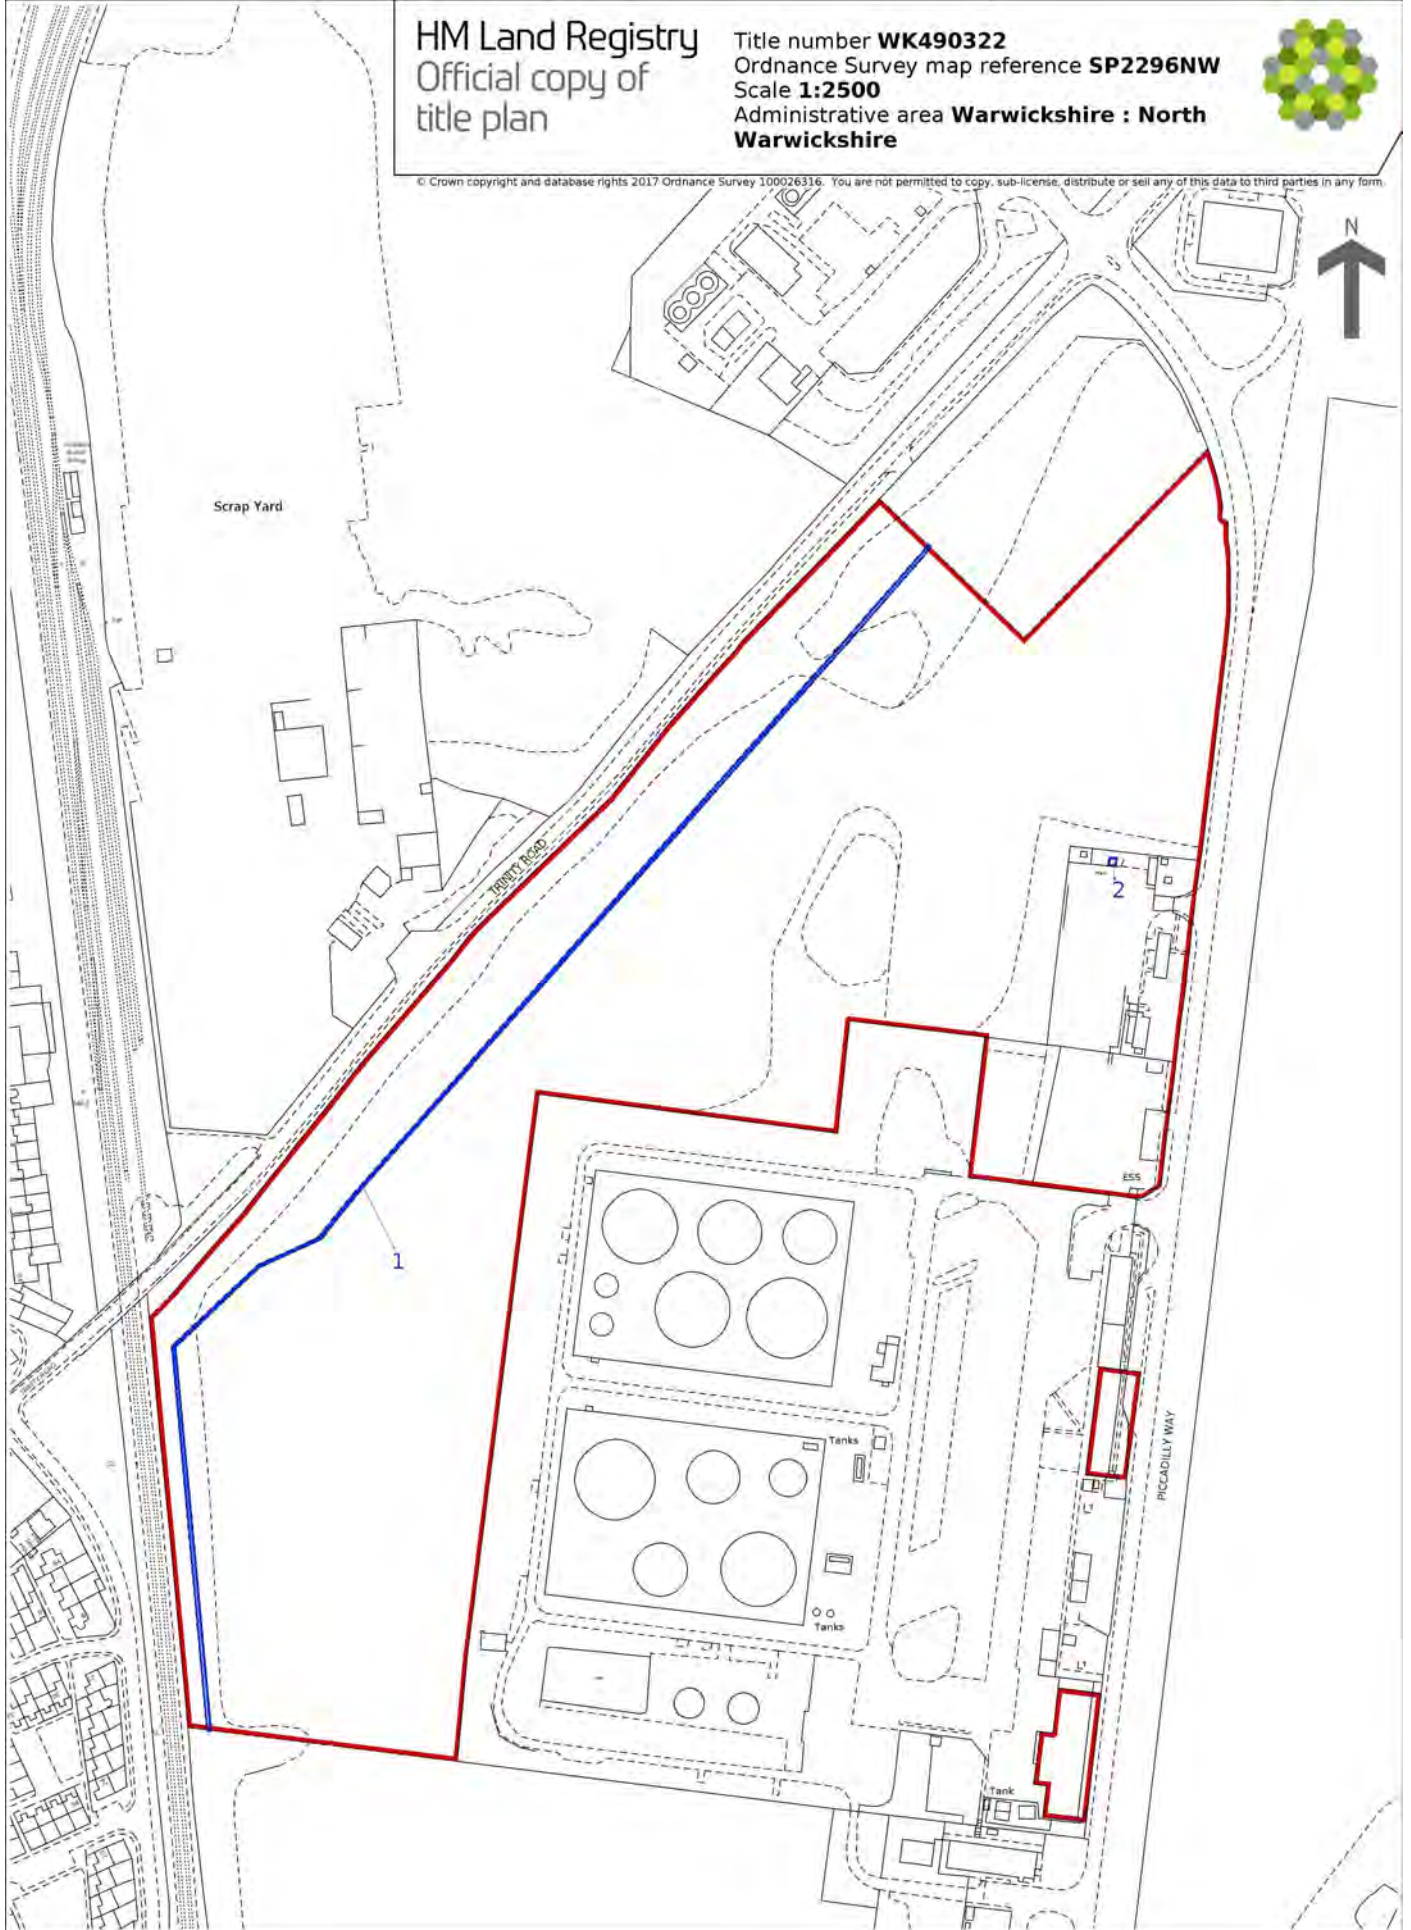 HM Land Registry
Official copy of
title plan
Title number WK490322
Ordnance Survey map reference SP2296NW
Scale 1:2500
Administrative area Warwickshire : North
Warwickshire
© Crown copyright and database rights 2017 Ordnance Survey 100026316. You are not permitted to copy, sub-license, distribute or sell any of this data to third parties in any form.
N
Scrap Yard
TRINITY ROAD
2
ESS
1
Tanks
PICCADILLY WAY
Tanks
Tank